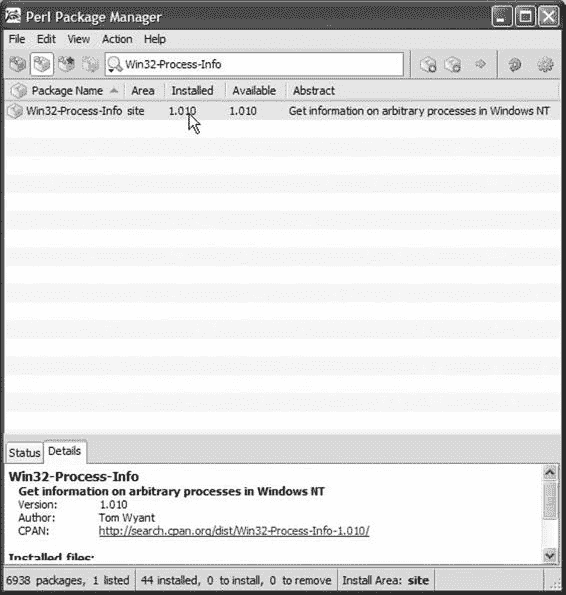 Perl Package Manager
File Edit View Action Help
Win32-Process-Info
Package Name Area Installed Available Abstract
Win32-Process-Info site 1.010 1.010 Get information on arbitrary processes in Windows NT
Status Details
Win32-Process-Info
Get information on arbitrary processes in Windows NT
Version: 1.010
Author: Tom Wyant
CPAN: http://search.cpan.org/dist/Win32-Process-Info-1.010/
Installed files:
6938 packages, 1 listed 44 installed, 0 to install, 0 to remove Install Area: site